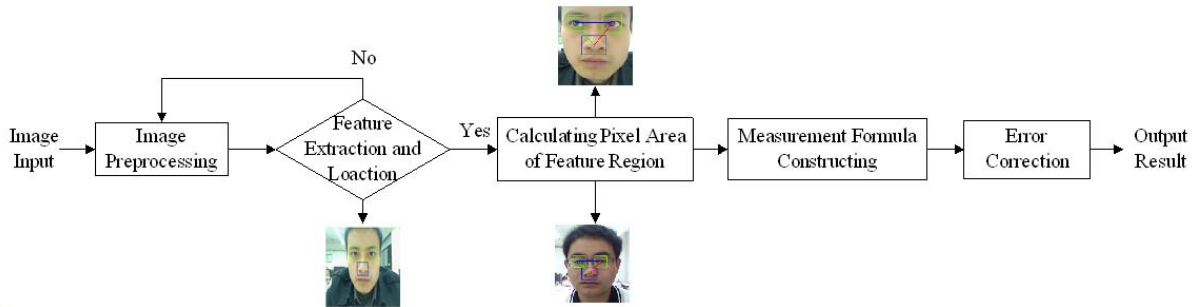 Image
Input
Image
Preprocessing
No
Feature
Extraction and
Loaction
Yes
Calculating Pixel Area
of Feature Region
Measurement Formula
Constructing
Error
Correction
Output
Result